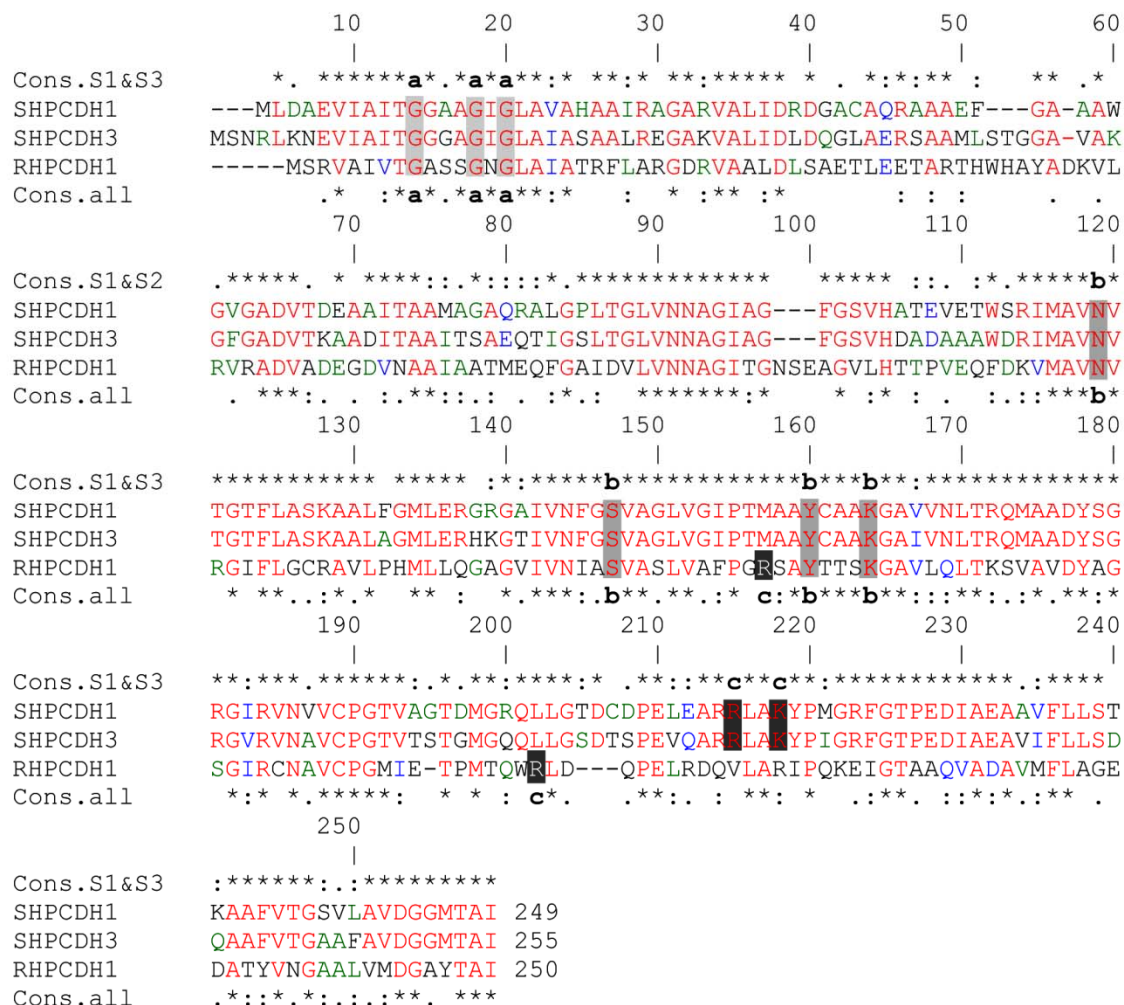 10 20 30 40 50 60
| | | | | |
Cons.S1&S3 *. ******a*.**a*a**:* ** :* **:*** * . *:*:** ** *
SHPCDH1 ---MLDAEVIAITGGAAGIGLAVAHAAIRAGARVALIDRDGACAQRAAAEF---GA-AAW
SHPCDH3 MSNRLKNEVIAITGGGAGIGLAIASAALREGAKVALIDLDQGLAERSAAMLSTGGA-VAK
RHPCDH1 -----MSRVAIVTGASSGNGLAIATRFLARGDRVAALDLSAETLEETARTHWHAYADKVL
Cons.all .* :*a* .*a*a***:* : * :** :* : : : . .
70 80 90 100 110 120
| | | | | |
Cons.S1&S2 .*****. * ****::.::::*. ************* *****.** .: .:* ****b*
SHPCDH1 GVGADVTDEAAITAAMAGAQRALGPLTGLVNNAGIAG---FGSVHATEVETWSRIMAVNV
SHPCDH3 GFGADVTKAADITAAITSAEQTIGSLTGLVNNAGIAG---FGSVHDADAAAWDRIMAVNV
RHPCDH1 RVRADVADEGDVNAAIAATMEQFGAIDVLVNNAGITGNSEAGVLHTTPVEQFDKVMAVNV
Cons.all . ***: . :.**:. . :*.: *******:* * :* : . :.::****b*
130 140 150 160 170 180
| | | | | |
Cons.S1&S3 ************ ***** :*:*****b************b***b**:************
SHPCDH1 TGTFLASKAALFGMLERGRGAIVNFGSVAGLVGIPTMAAYCAAKGAVVNLTRQMAADYSG
SHPCDH3 TGTFLASKAALAGMLERHKGTIVNFGSVAGLVGIPTMAAYCAAKGAIVNLTRQMAADYSG
RHPCDH1 RGIFLGCRAVLPHMLLQGAGVIVNIASVASLVAFPGRSAYTTSKGAVLQLTKSVAVDYAG
Cons.all * **..:*.* ** : *.***:.b**.**.:* c:*b* :b***::**:.:*.**:*
190 200 210 220 230 240
| | | | | |
Cons.S1&S3 **:****.******:.*.** ****:* .**::**c**c***:*****************
SHPCDH1 RGIRVNVVCPGTVAGTDMGRQLLGTDCDPELEARRLAKYPMGRFGTPEDIAEAAVFLLST
SHPCDH3 RGVRVNAVCPGTVTSTGMGQQLLGSDTSPEVQARRLAKYPIGRFGTPEDIAEAVIFLLSD
RHPCDH1 SGIRCNAVCPGMIE-TPMTQWRLD---QPELRDQVLARIPQKEIGTAAQVADAVMFLAGE
Cons.all *:* *.**** : * * : c*. **:. : **: * .:**. ::*:*.:** .
250
|
Cons.S1&S3 :******:.:*********
SHPCDH1 KAAFVTGSVLAVDGGMTAI 249
SHPCDH3 QAAFVTGAAFAVDGGMTAI 255
RHPCDH1 DATYVNGAALVMDGAYTAI 250
Cons.all .*::*.*:.:.:**. ***